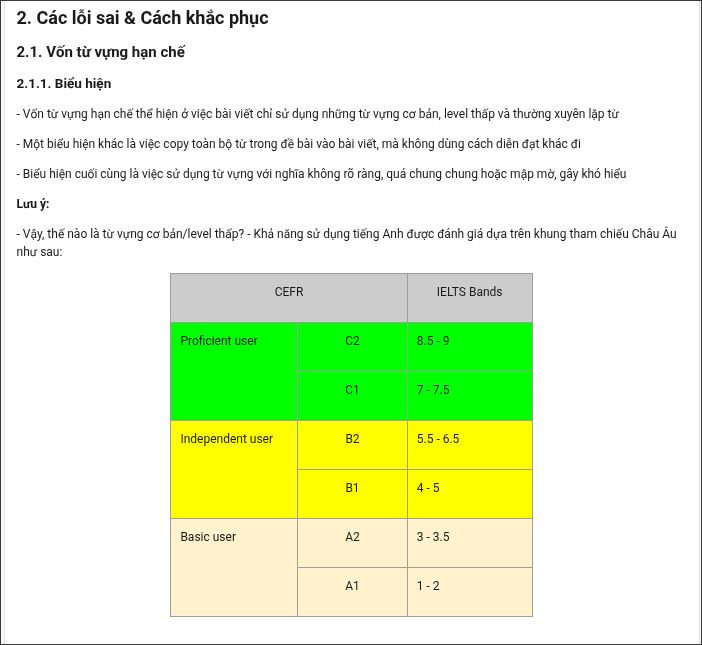 2. Các lỗi sai & Cách khắc phục
2.1. Vốn từ vựng hạn chế
2.1.1. Biểu hiện
- Vốn từ vựng hạn chế thể hiện ở việc bài viết chỉ sử dụng những từ vựng cơ bản, level thấp và thường xuyên lặp từ
- Một biểu hiện khác là việc copy toàn bộ từ trong đề bài vào bài viết, mà không dùng cách diễn đạt khác đi
- Biểu hiện cuối cùng là việc sử dụng từ vựng với nghĩa không rõ ràng, quá chung chung hoặc mập mờ, gây khó hiểu
Lưu ý:
- Vậy, thế nào là từ vựng cơ bản/level thấp? - Khả năng sử dụng tiếng Anh được đánh giá dựa trên khung tham chiếu Châu Âu
như sau:
CEFR IELTS Bands
Proficient user C2 8.5 - 9
C1 7 - 7.5
Independent user B2 5.5 - 6.5
B1 4 - 5
Basic user A2 3 - 3.5
A1 1 - 2